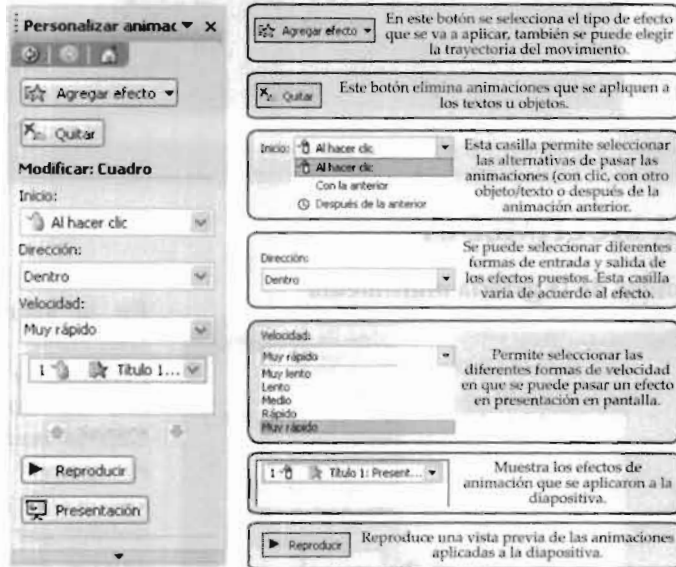 Personalizar animac
Agregar efecto
Quitar
Modificar: Cuadro
Inicio:
Al hacer clic
Dirección:
Dentro
Velocidad:
Muy rápido
1 Título 1...
Reproducir
Presentación
Agregar efecto
En este botón se selecciona el tipo de efecto
que se va a aplicar, también se puede elegir
la trayectoria del movimiento.
Quitar
Este botón elimina animaciones que se apliquen a
los textos u objetos.
Inicio: Al hacer clic
Al hacer clic
Con la anterior
Después de la anterior
Esta casilla permite seleccionar
las alternativas de pasar las
animaciones (con clic, con otro
objeto/texto o después de la
animación anterior.
Dirección:
Dentro
Se puede seleccionar diferentes
formas de entrada y salida de
los efectos puestos. Esta casilla
varía de acuerdo al efecto.
Velocidad:
Muy rápido
Muy lento
Lento
Medio
Rápido
Muy rápido
Permite seleccionar las
diferentes formas de velocidad
en que se puede pasar un efecto
en presentación en pantalla.
1 Título 1: Present...
Muestra los efectos de
animación que se aplicaron a la
diapositiva.
Reproducir
Reproduce una vista previa de las animaciones
aplicadas a la diapositiva.